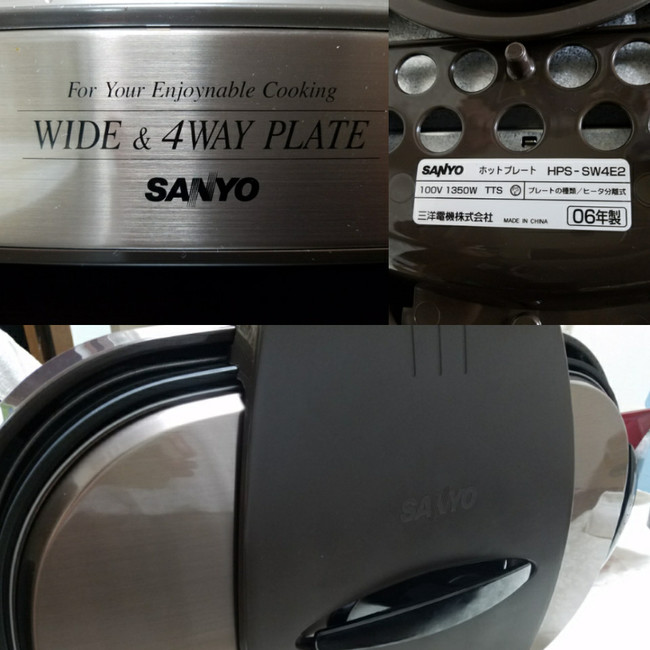 For Your Enjoynable Cooking
WIDE & 4WAY PLATE
SANYO
SANYO ホットプレート HPS-SW4E2
100V 1350W TTS プレートの種類/ヒータ分離式
三洋電機株式会社 MADE IN CHINA 06年製
SANYO